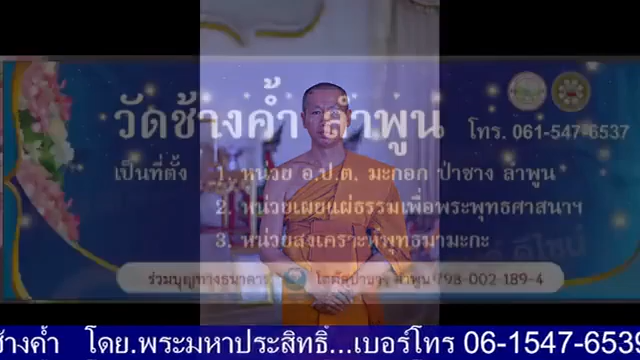 วัดช้างค้ำ ลำพูน
โทร. 061-547-6537
เป็นที่ตั้ง 1. หน่วย อ.ป.ต. มะกอก ป่าซาง ลำพูน
2. หน่วยเผยแผ่ธรรมเพื่อพระพุทธศาสนาฯ
3. หน่วยสงเคราะห์พุทธมามะกะ
ร่วมบุญทางธนาคาร ลำพูน 798-002 189-4
ช้างค้ำ โดย.พระมหาประสิทธิ์...เบอร์โทร 06-1547-6539